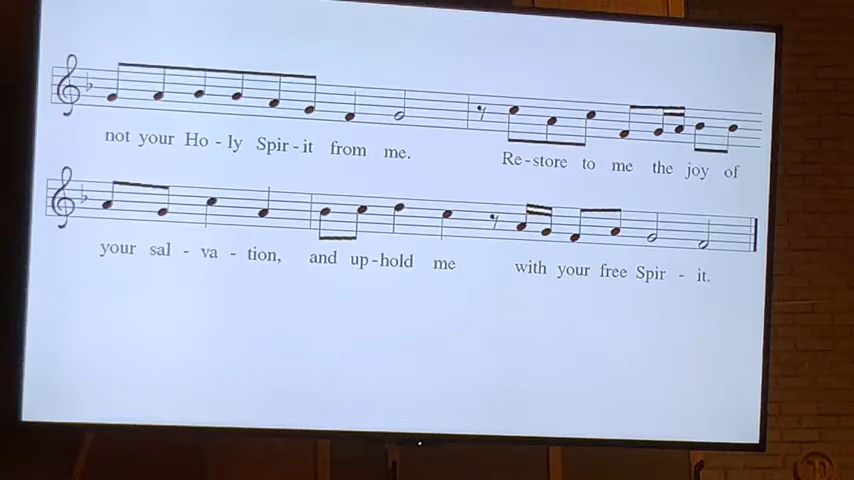 not your Ho - ly Spir - it from me. Re - store to me the joy of
your sal - va - tion, and up - hold me with your free Spir - it.